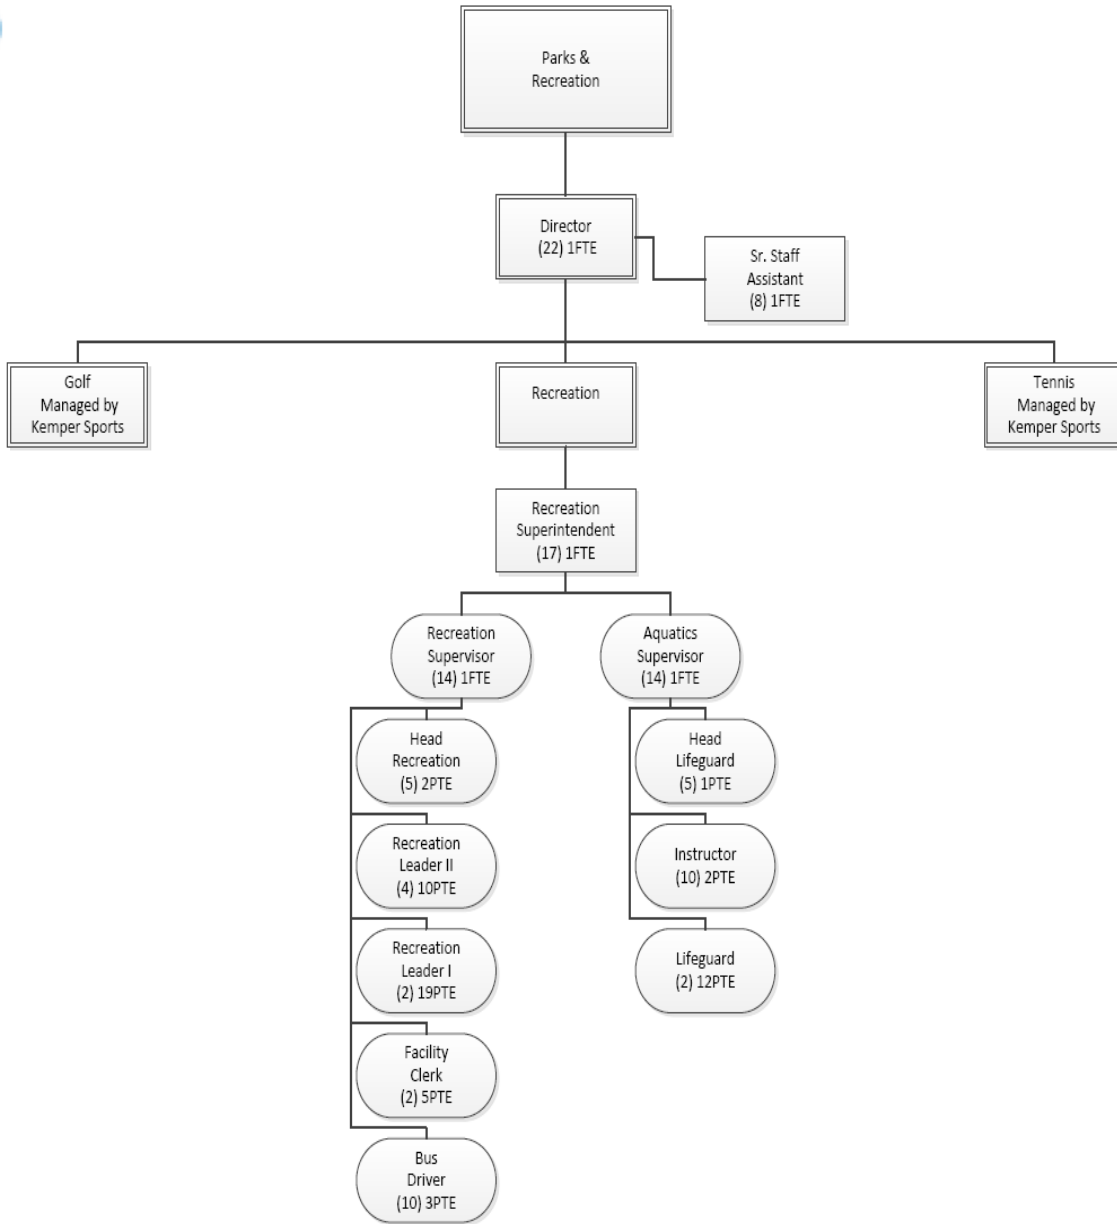 Parks &
Recreation
Director
(22) 1FTE
Sr. Staff
Assistant
(8) 1FTE
Golf
Managed by
Kemper Sports
Recreation
Tennis
Managed by
Kemper Sports
Recreation
Superintendent
(17) 1FTE
Recreation
Supervisor
(14) 1FTE
Aquatics
Supervisor
(14) 1FTE
Head
Recreation
(5) 2PTE
Head
Lifeguard
(5) 1PTE
Recreation
Leader II
(4) 10PTE
Instructor
(10) 2PTE
Recreation
Leader I
(2) 19PTE
Lifeguard
(2) 12PTE
Facility
Clerk
(2) 5PTE
Bus
Driver
(10) 3PTE